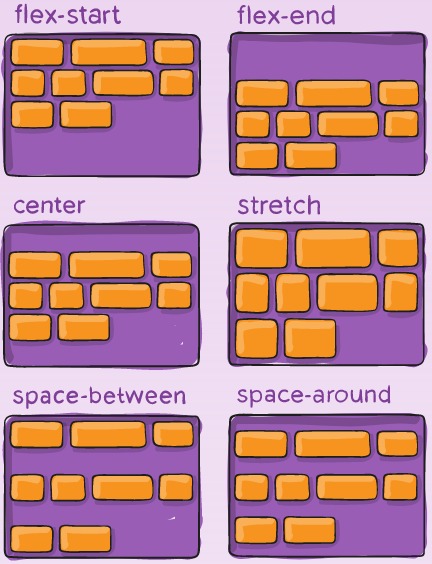 flex-start
flex-end
center
stretch
space-between
space-around